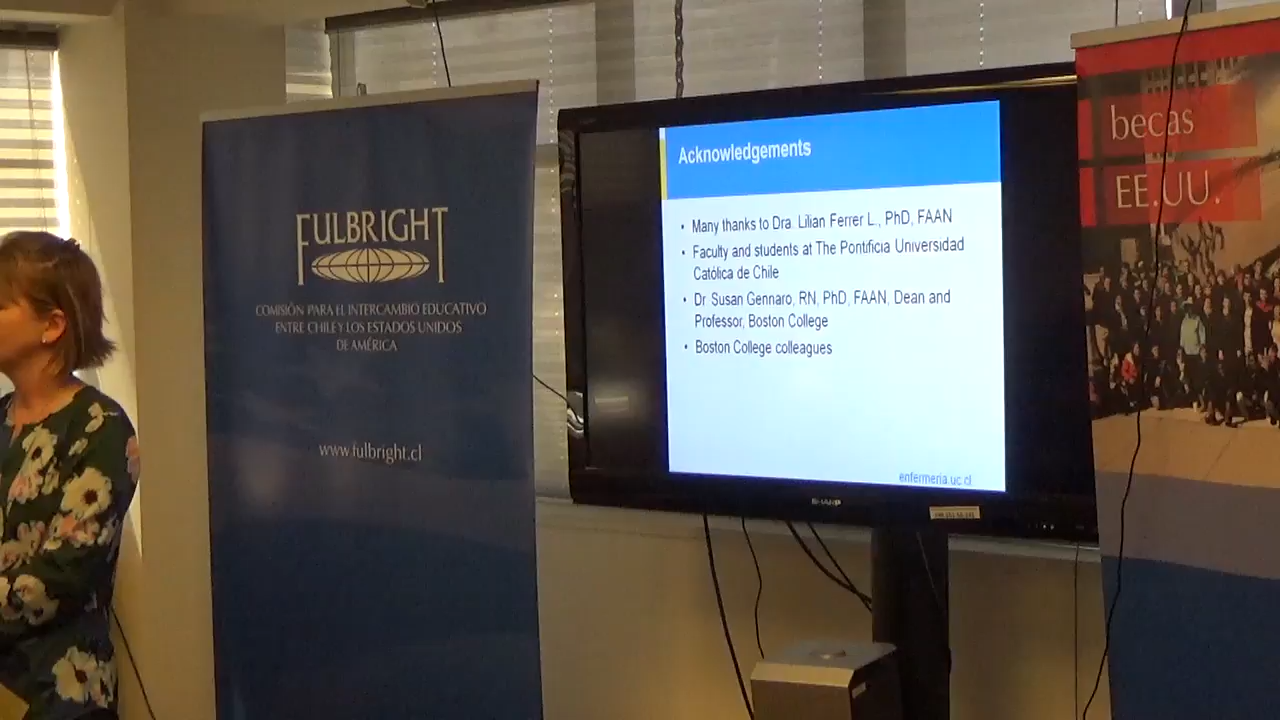 FULBRIGHT
COMISIÓN PARA EL INTERCAMBIO EDUCATIVO
ENTRE CHILE Y LOS ESTADOS UNIDOS
DE AMÉRICA
www.fulbright.cl
Acknowledgements
• Many thanks to Dra. Lilian Ferrer L., PhD, FAAN
• Faculty and students at The Pontificia Universidad
Católica de Chile
• Dr Susan Gennaro, RN, PhD, FAAN, Dean and
Professor, Boston College
• Boston College colleagues
enfermeria.uc.cl
SHARP
becas
EE.UU.